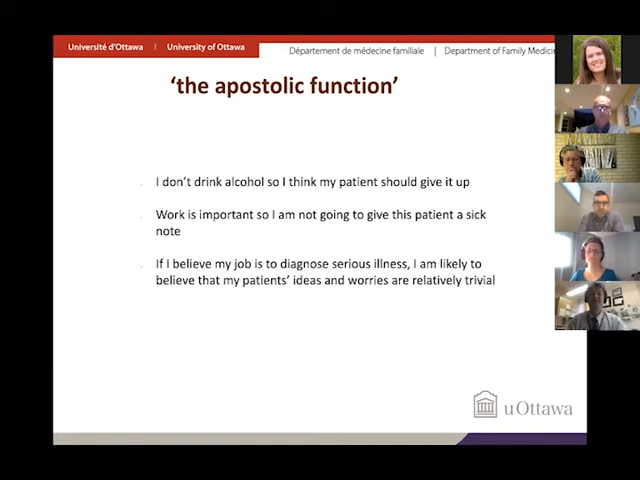 Université d'Ottawa | University of Ottawa
Département de médecine familiale | Department of Family Medicin
'the apostolic function'
I don't drink alcohol so I think my patient should give it up
Work is important so I am not going to give this patient a sick
note
If I believe my job is to diagnose serious illness, I am likely to
believe that my patients' ideas and worries are relatively trivial
uOttawa